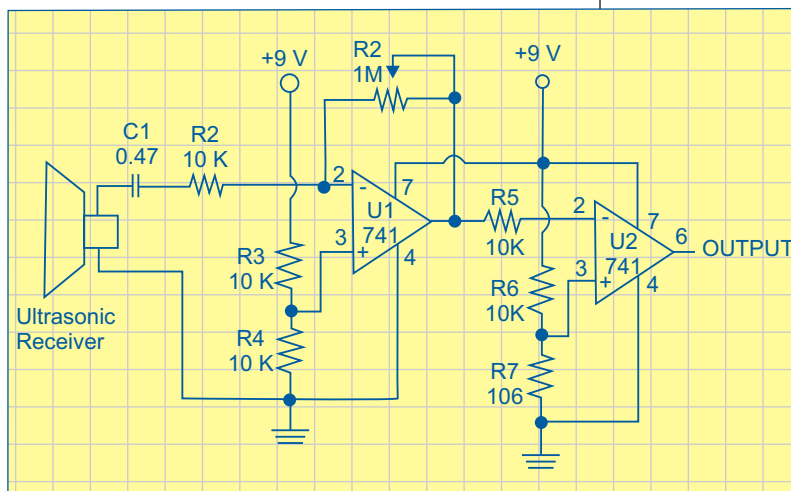 +9 V
R2
1M
+9 V
C1
0.47
R2
10 K
2
-
7
U1
741
3
+
4
R3
10 K
R4
10 K
R5
10K
2
-
7
U2
741
6
OUTPUT
3
+
4
R6
10K
R7
106
Ultrasonic
Receiver